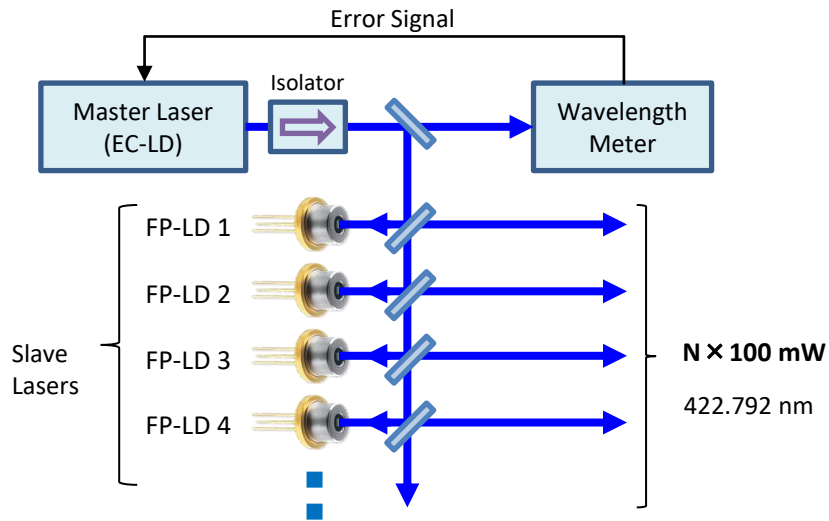 Error Signal
Isolator
Master Laser
(EC-LD)
Wavelength
Meter
FP-LD 1
FP-LD 2
FP-LD 3
FP-LD 4
Slave
Lasers
N × 100 mW
422.792 nm